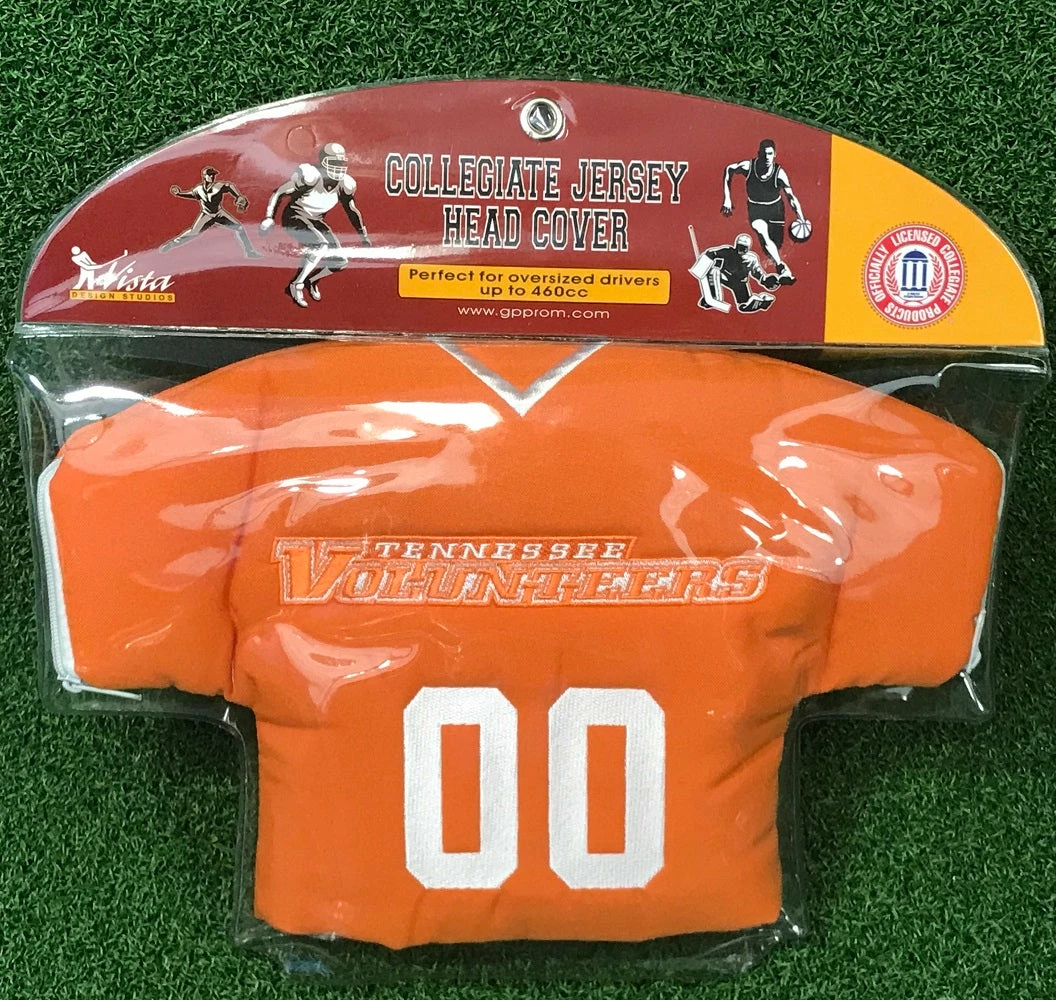 COLLEGIATE JERSEY
HEAD COVER
Perfect for oversized drivers
up to 460cc
www.gpprom.com
Vista
DESIGN STUDIOS
OFFICIALLY LICENSED COLLEGIATE PRODUCTS
TENNESSEE
VOLUNTEERS
00